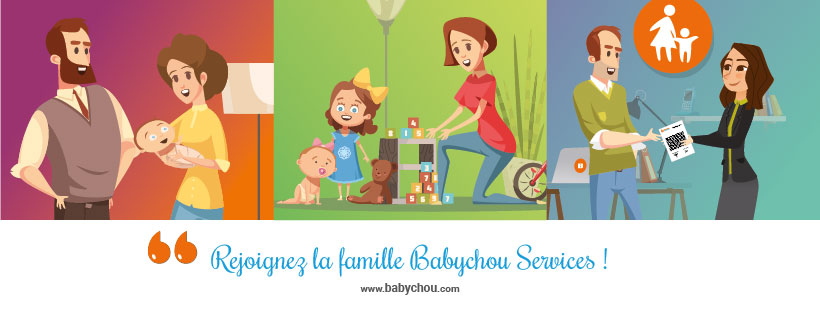 Rejoignez la famille Babychou Services !
www.babychou.com